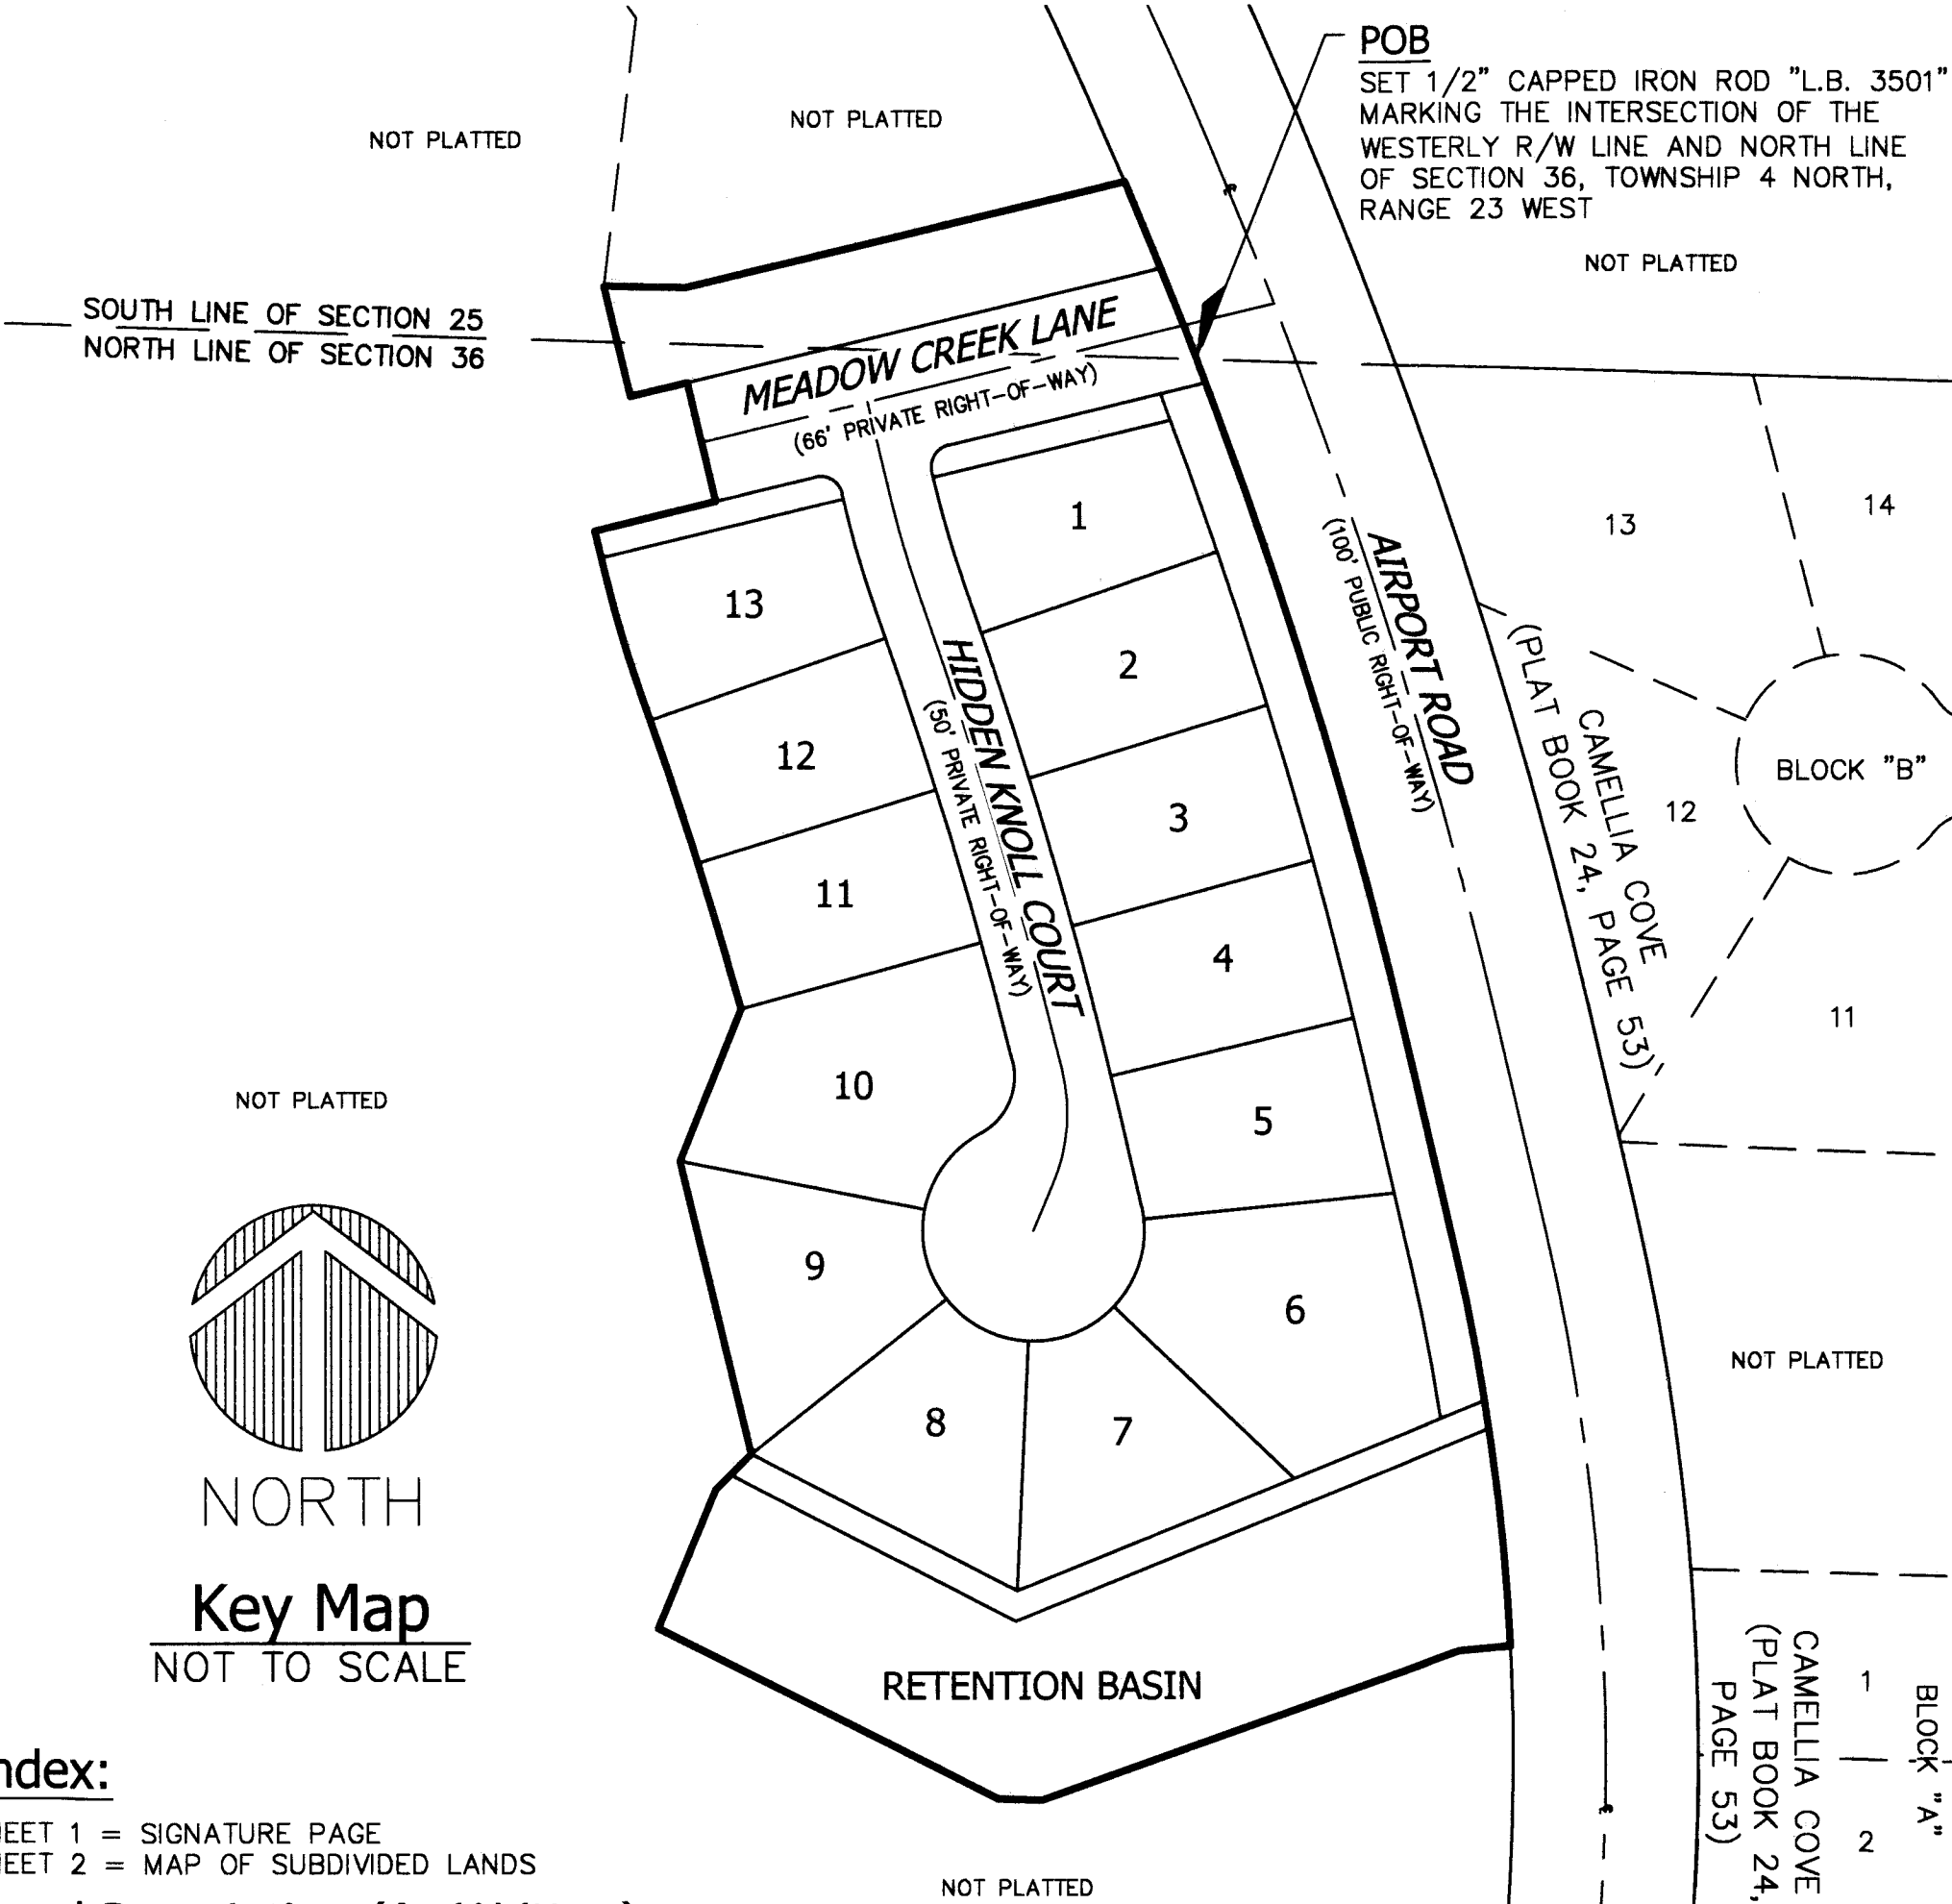 POB
SET 1/2" CAPPED IRON ROD "L.B. 3501"
MARKING THE INTERSECTION OF THE
WESTERLY R/W LINE AND NORTH LINE
OF SECTION 36, TOWNSHIP 4 NORTH,
RANGE 23 WEST
NOT PLATTED
NOT PLATTED
NOT PLATTED
SOUTH LINE OF SECTION 25
NORTH LINE OF SECTION 36
MEADOW CREEK LANE
(66' PRIVATE RIGHT-OF-WAY)
1
2
3
4
5
6
7
8
9
10
11
12
13
HIDDEN KNOLL COURT
(50' PRIVATE RIGHT-OF-WAY)
AIRPORT ROAD
(100' PUBLIC RIGHT-OF-WAY)
13
14
CAMELLIA COVE
(PLAT BOOK 24, PAGE 53)
12
BLOCK "B"
11
NOT PLATTED
NOT PLATTED
NORTH
Key Map
NOT TO SCALE
RETENTION BASIN
CAMELLIA COVE
(PLAT BOOK 24,
PAGE 53)
1
BLOCK "A"
2
ndex:
EET 1 = SIGNATURE PAGE
EET 2 = MAP OF SUBDIVIDED LANDS
NOT PLATTED